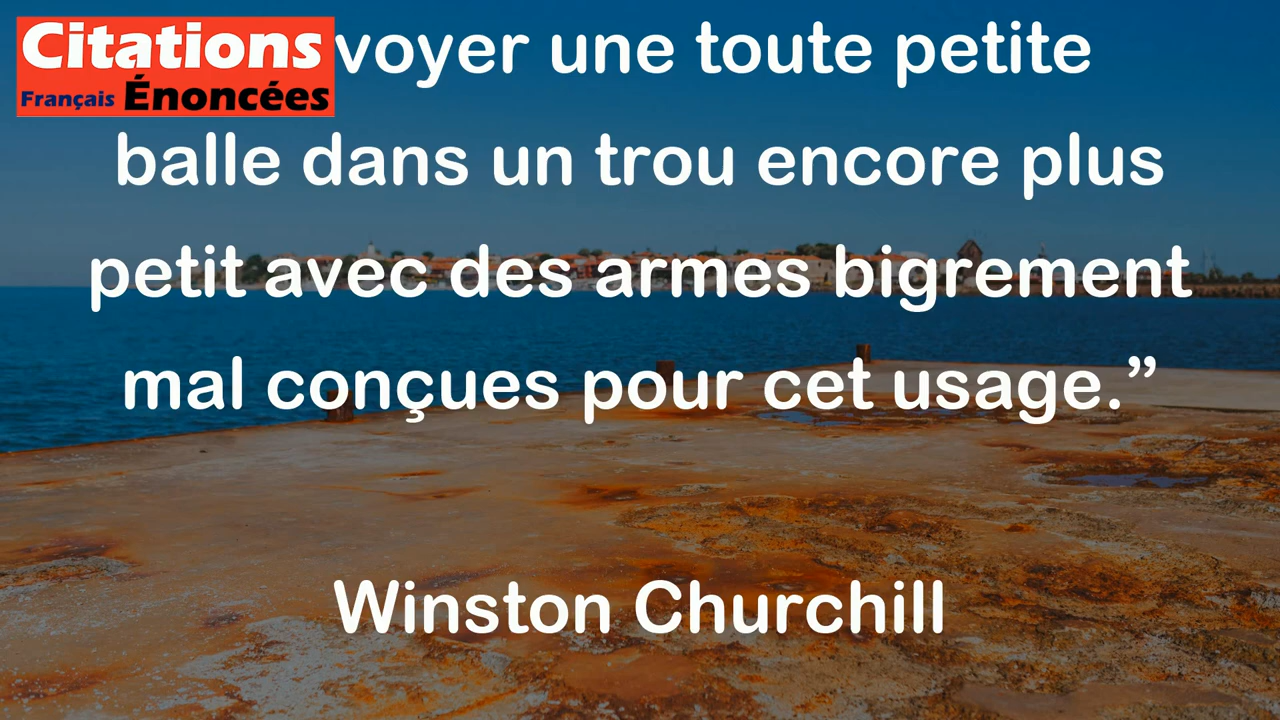 Citations
Français Énoncées
voyer une toute petite
balle dans un trou encore plus
petit avec des armes bigrement
mal conçues pour cet usage.”
Winston Churchill